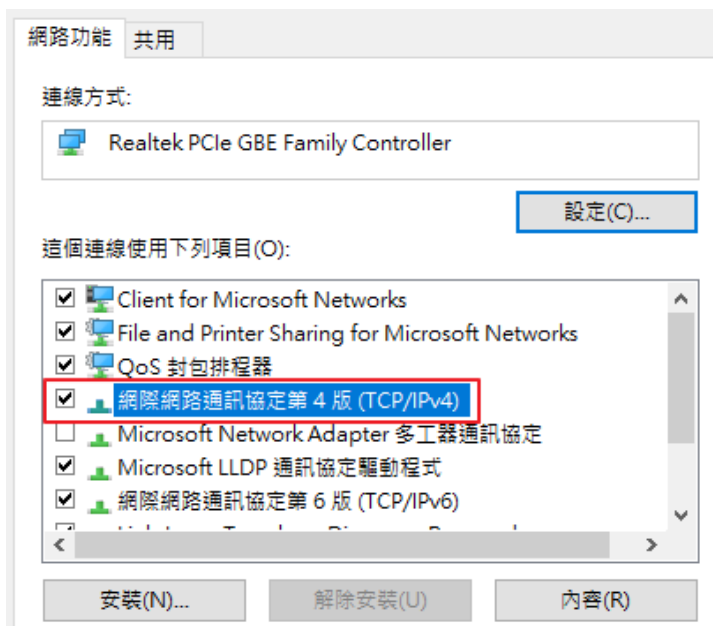 網路功能 共用
連線方式:
Realtek PCIe GBE Family Controller
設定(C)...
這個連線使用下列項目(O):
Client for Microsoft Networks
File and Printer Sharing for Microsoft Networks
QoS 封包排程器
網際網路通訊協定第 4 版 (TCP/IPv4)
Microsoft Network Adapter 多工器通訊協定
Microsoft LLDP 通訊協定驅動程式
網際網路通訊協定第 6 版 (TCP/IPv6)
安裝(N)... 解除安裝(U) 內容(R)